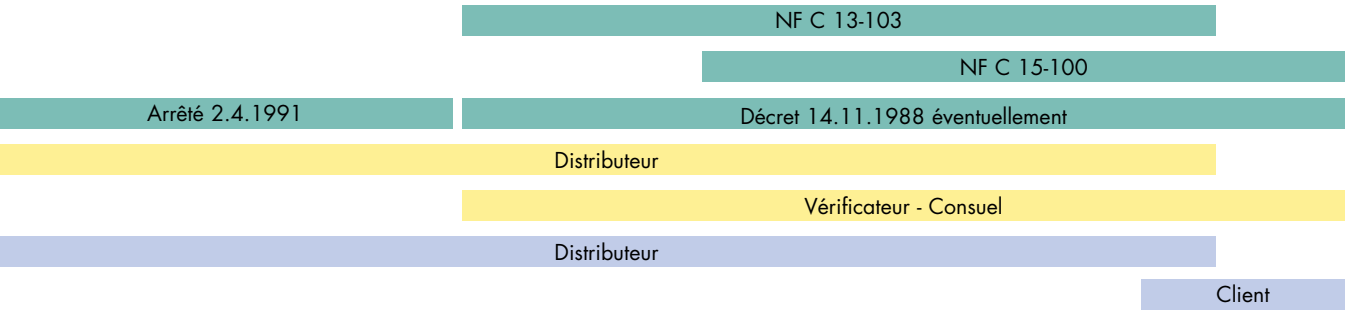 NF C 13-103
NF C 15-100
Arrêté 2.4.1991
Décret 14.11.1988 éventuellement
Distributeur
Vérificateur - Consuel
Distributeur
Client